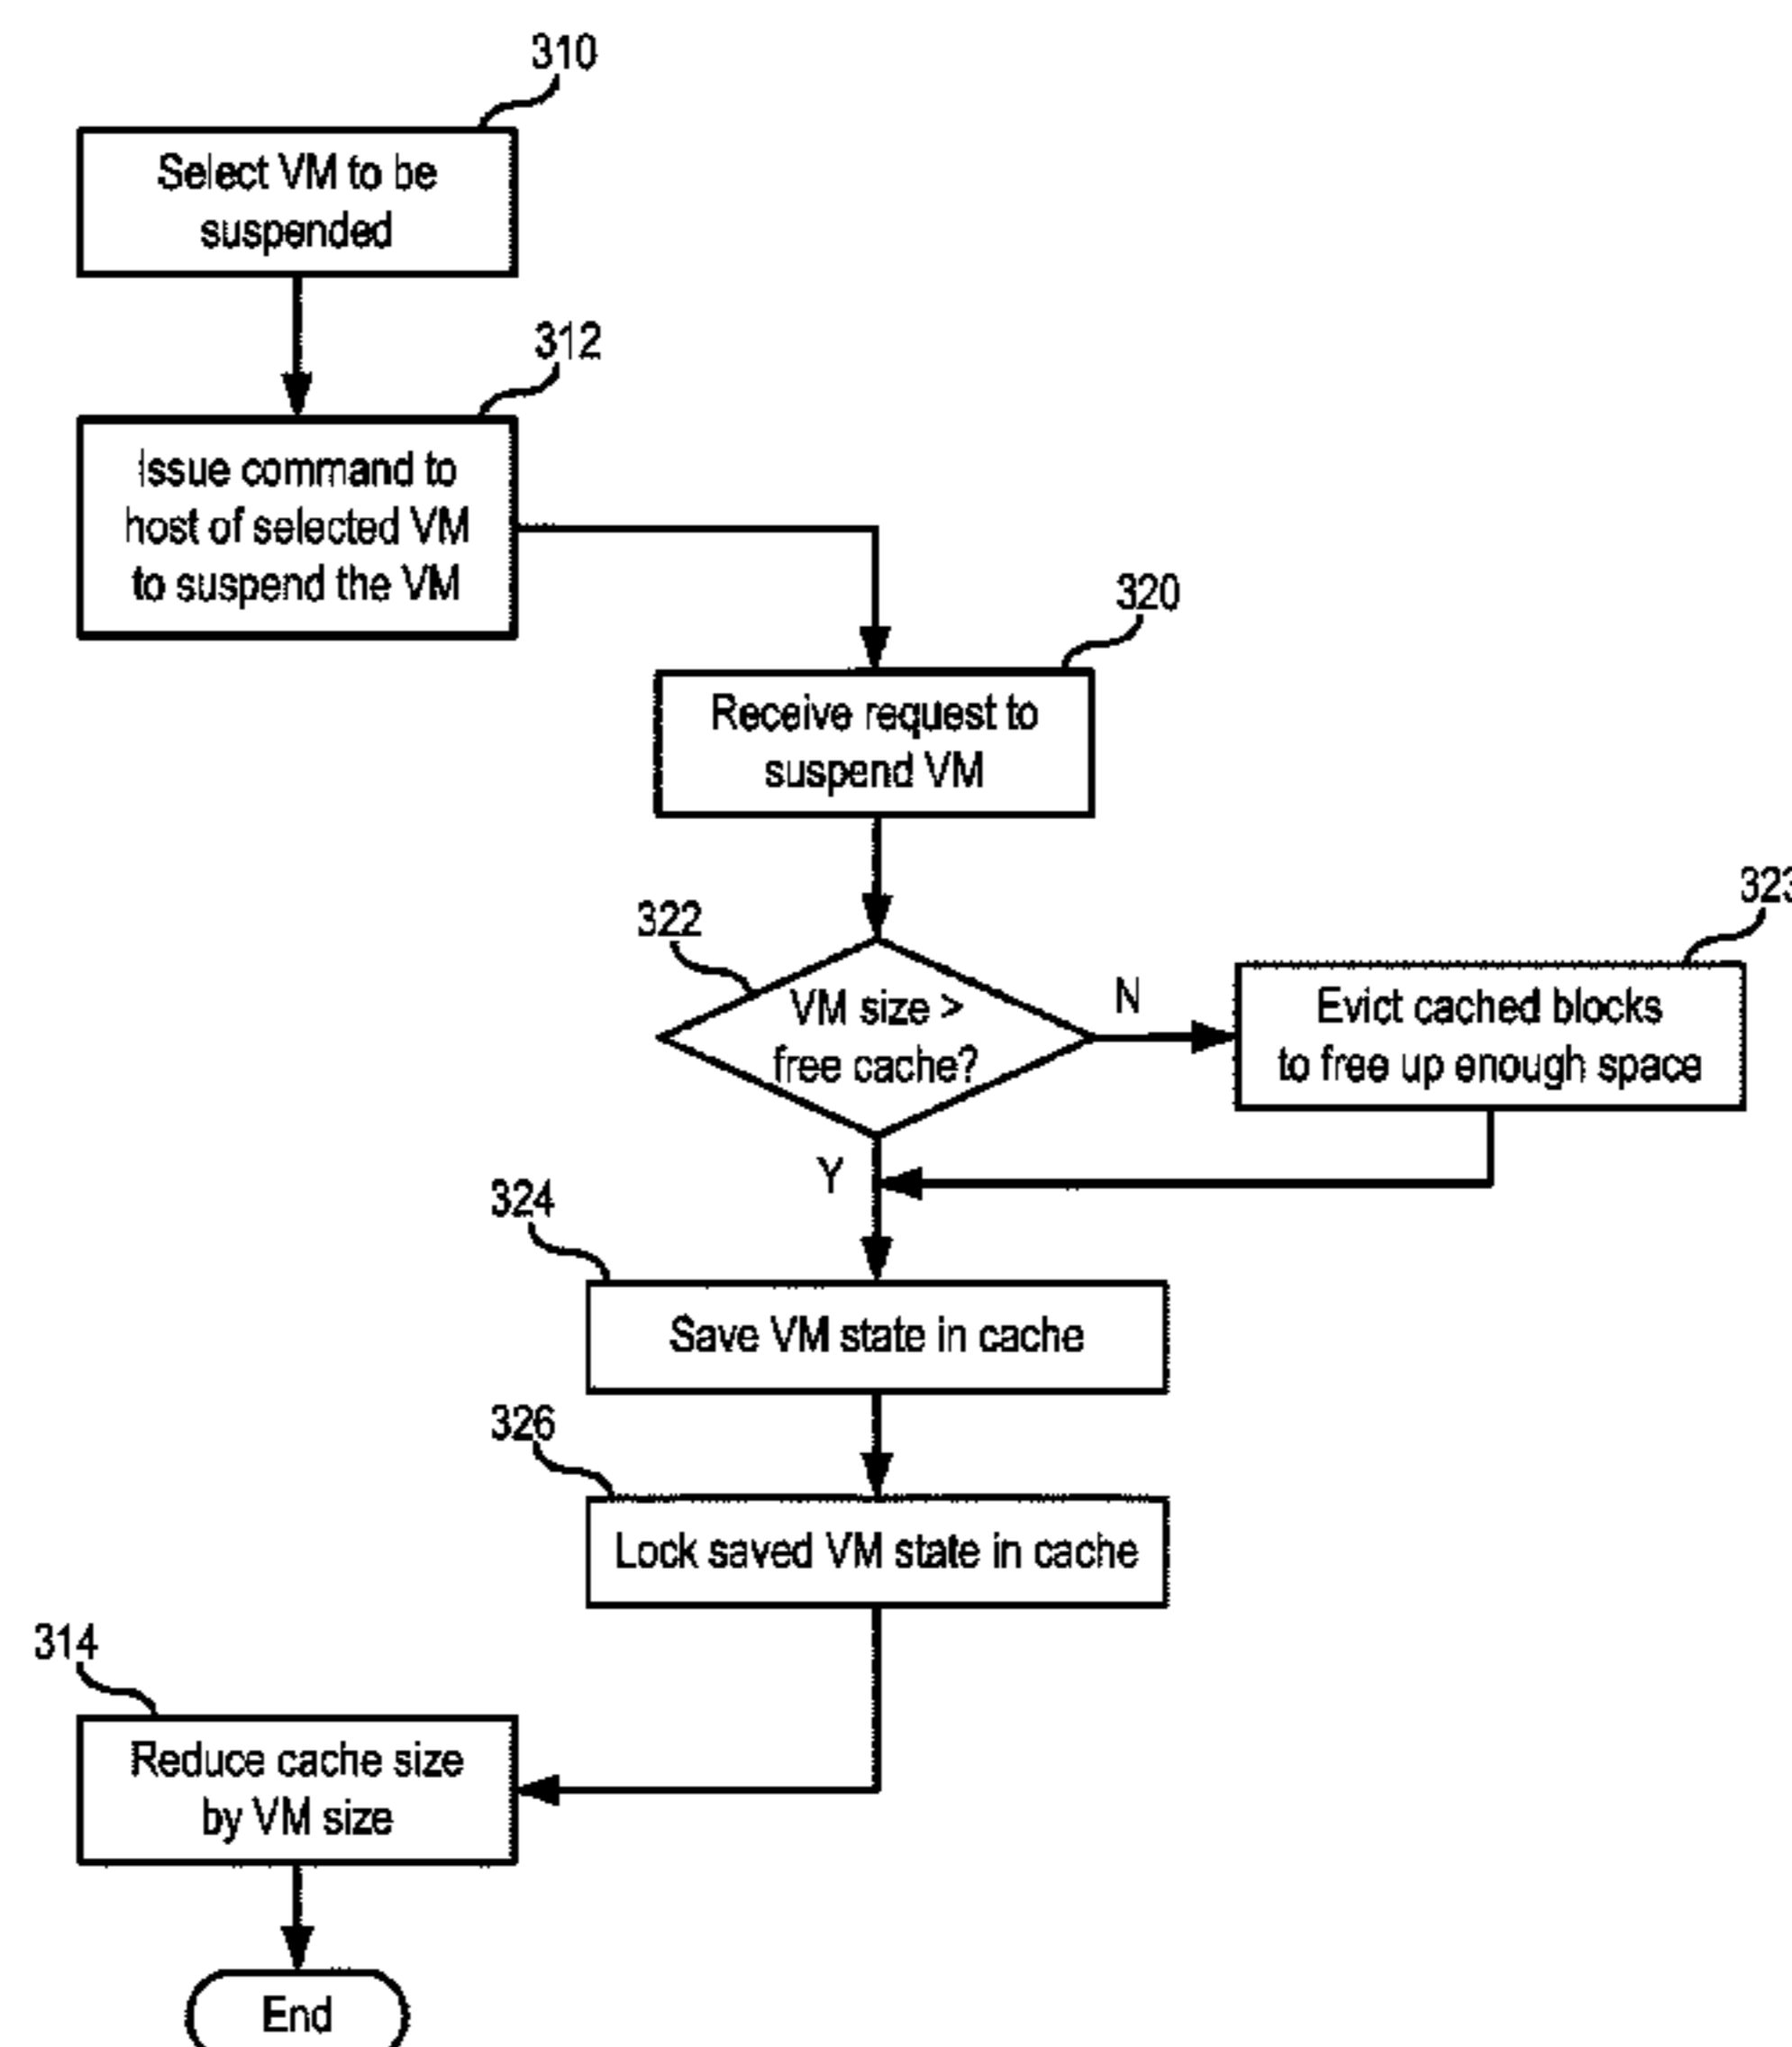 310
Select VM to be
suspended
312
Issue command to
host of selected VM
to suspend the VM
320
Receive request to
suspend VM
322
VM size >
free cache?
N
323
Evict cached blocks
to free up enough space
Y
324
Save VM state in cache
326
Lock saved VM state in cache
314
Reduce cache size
by VM size
End